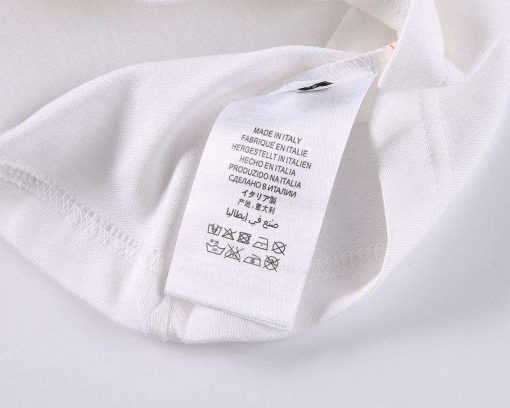 MADE IN ITALY
FABRIQUE EN ITALIE
HERGESTELLT IN ITALIEN
HECHO EN ITALIA
PRODUZIDO NA ITALIA
СДЕЛАНО В ИТАЛИИ
イタリア製
产地:意大利
صنع في إيطاليا